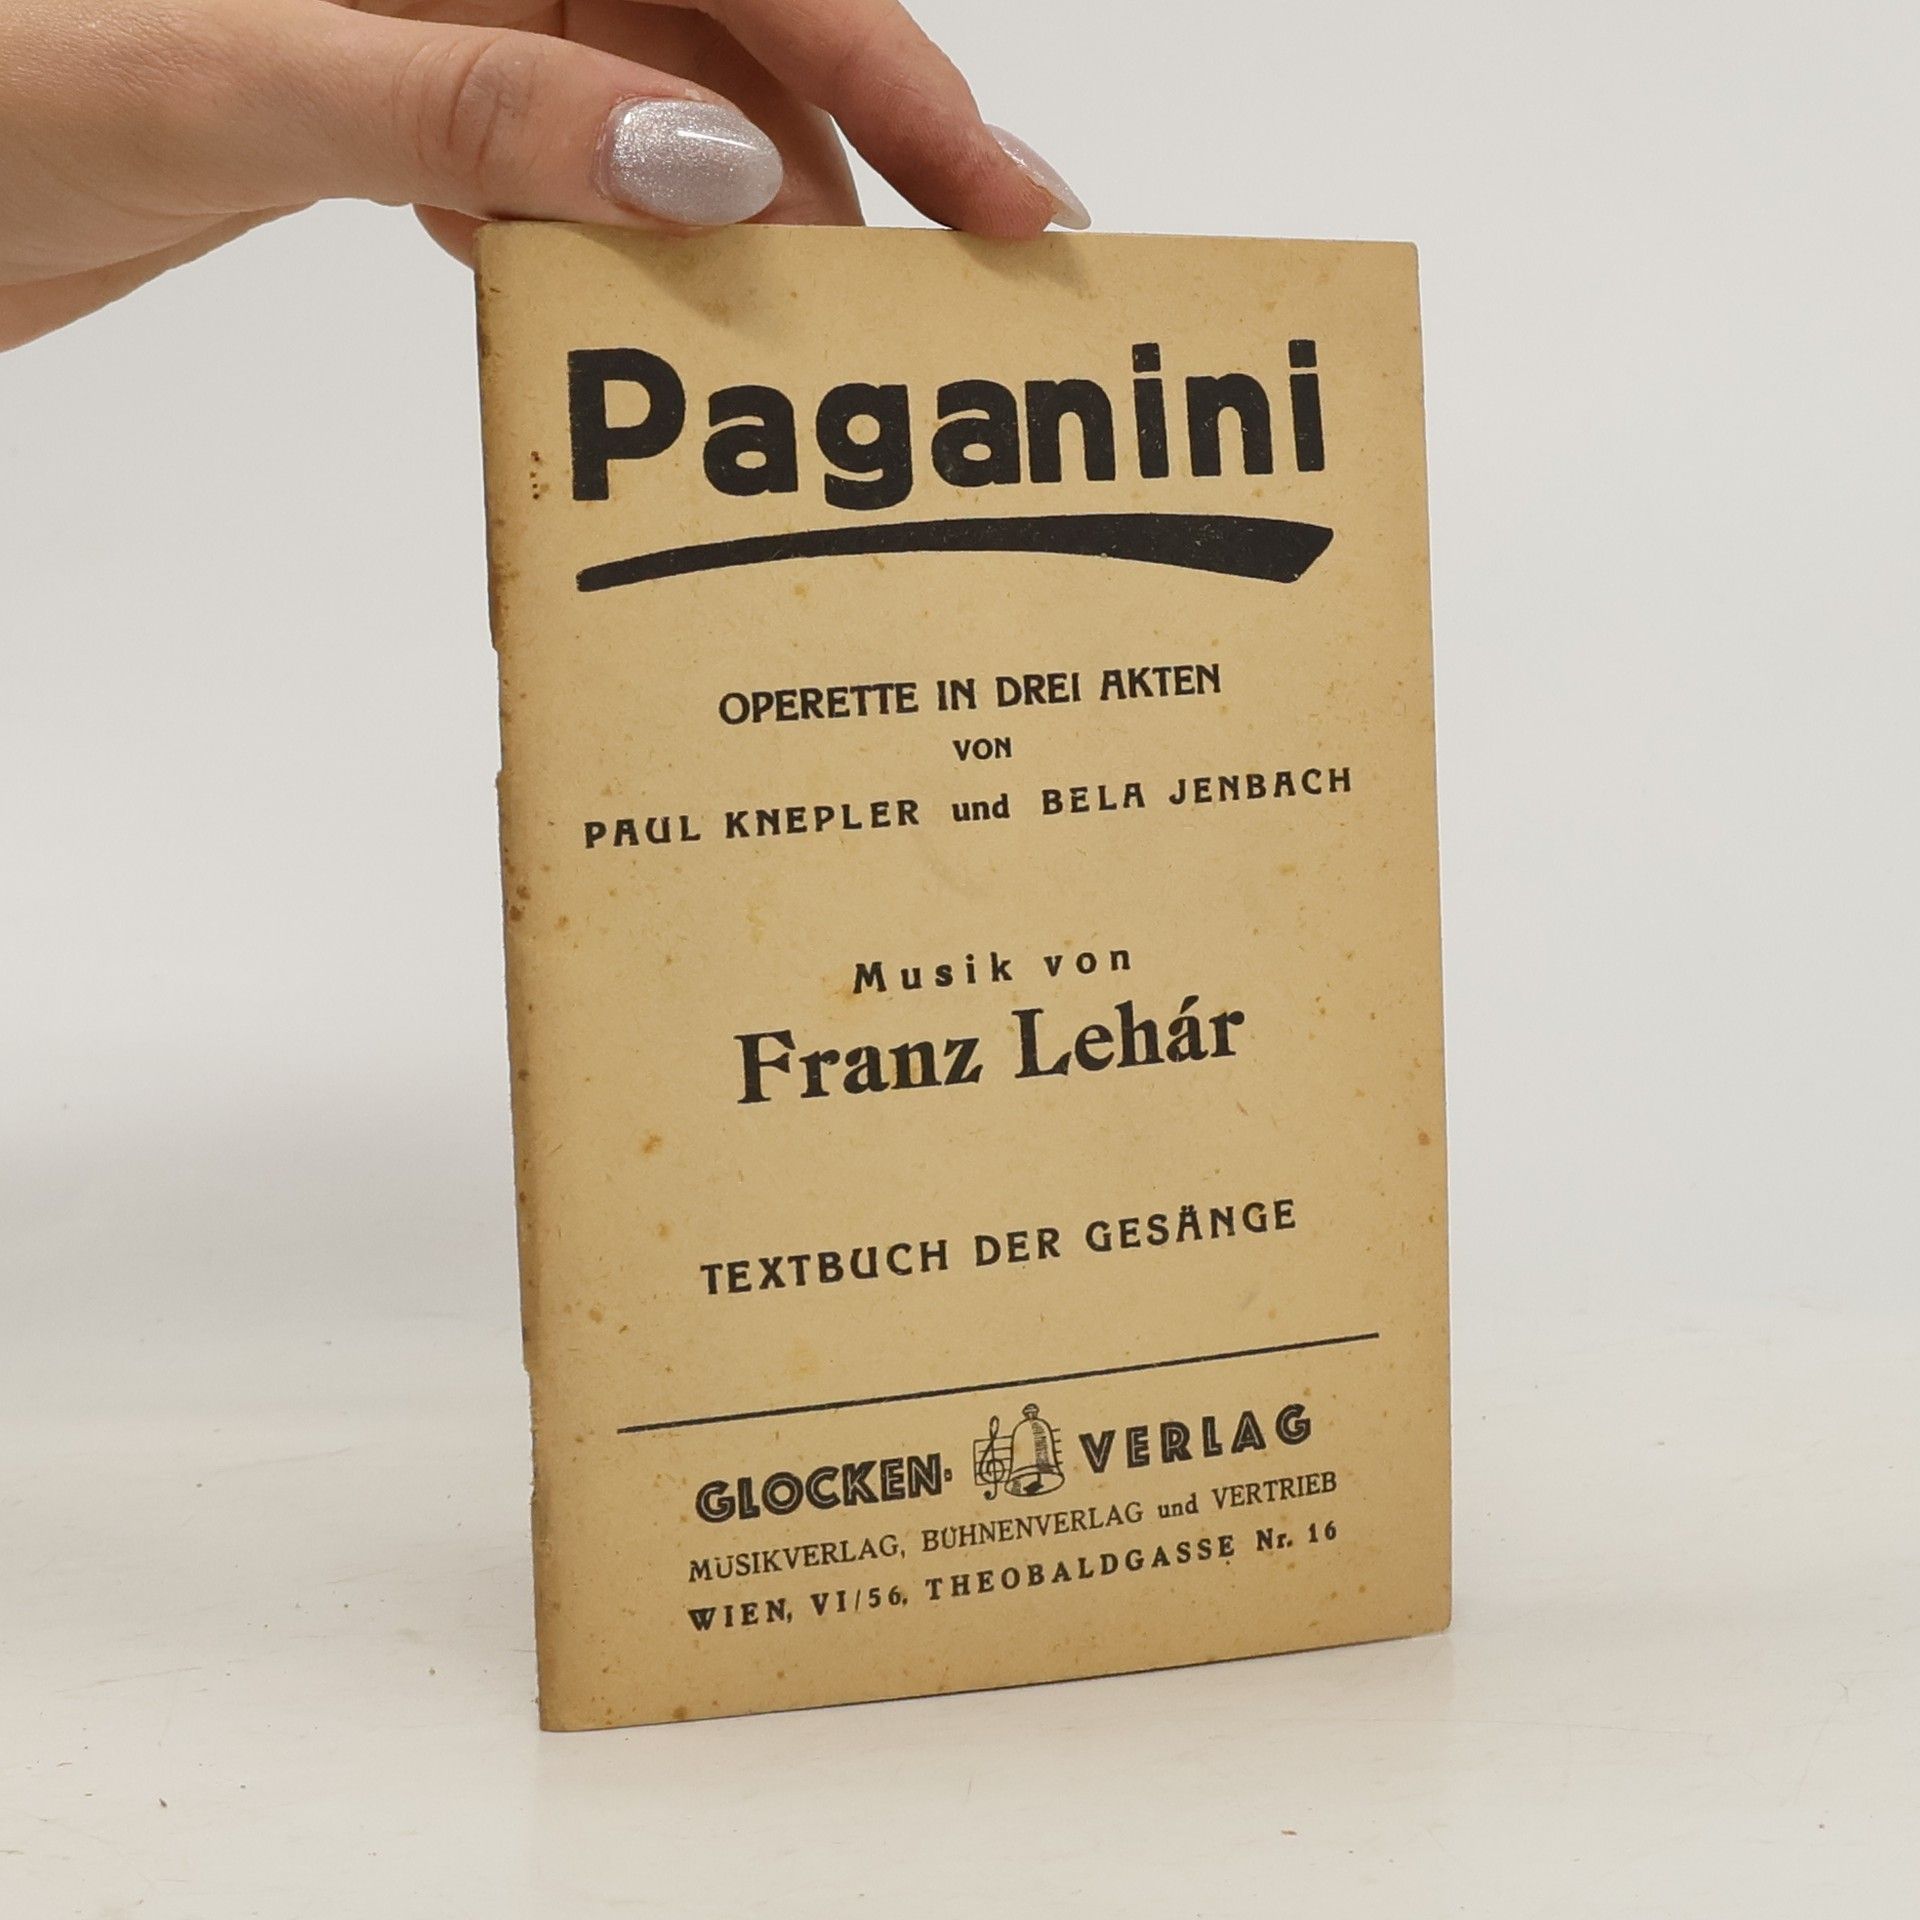 Paganini
OPERETTE IN DREI AKTEN
VON
PAUL KNEPLER und BELA JENBACH
Musik von
Franz Lehár
TEXTBUCH DER GESÄNGE
GLOCKEN- VERLAG
MUSIKVERLAG, BÜHNENVERLAG und VERTRIEB
WIEN, VI/56, THEOBALDGASSE Nr. 16